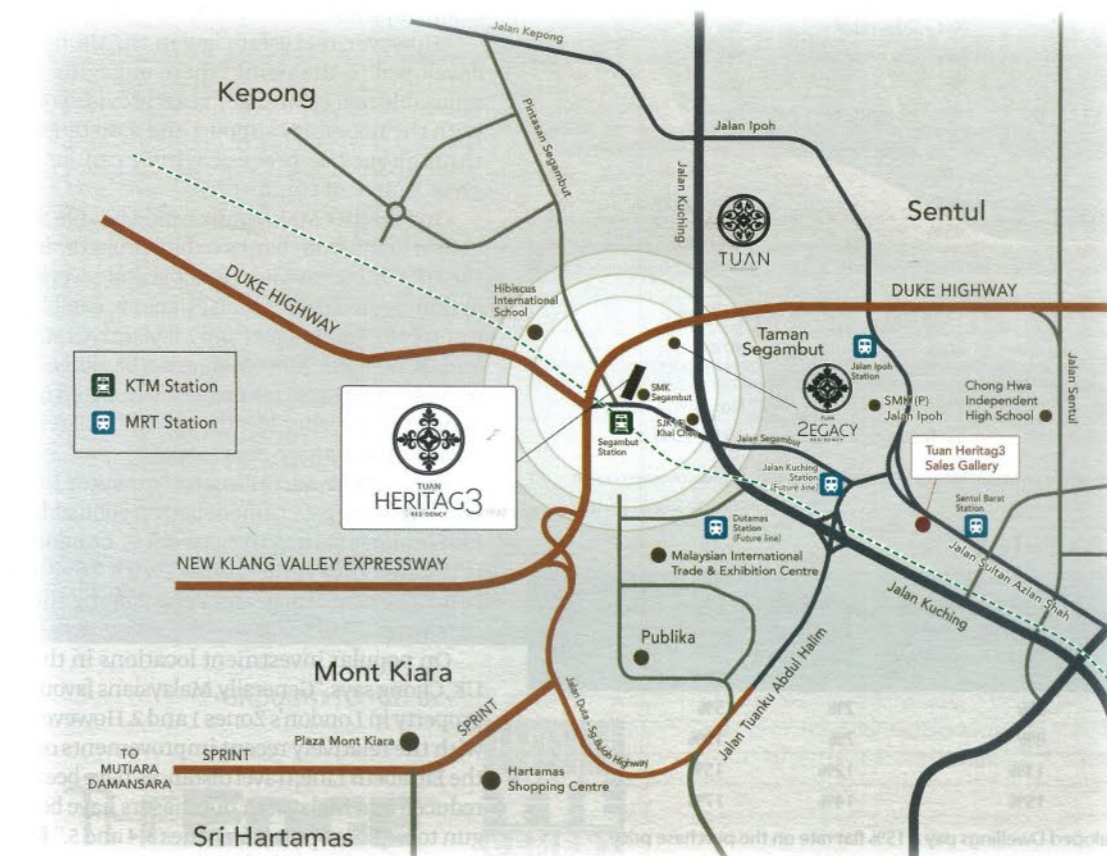 Jalan Kepong
Kepong
Pintasan Segambut
Jalan Ipoh
Jalan Kuching
TUAN
Sentul
DUKE HIGHWAY
DUKE HIGHWAY
Hibiscus
International
School
Taman
Segambut
Jalan Ipoh
Station
Jalan Sentul
KTM Station
MRT Station
SMK
Segambut
SMK (P)
Jalan Ipoh
Chong Hwa
Independent
High School
TUAN
HERITAG3
RESIDENCY
Segambut
Station
Khai Chee
TUAN
2EGACY
RESIDENCY
Jalan Segambut
Tuan Heritag3
Sales Gallery
Jalan Kuching
Station
(Future line)
Sentul Barat
Station
Dutamas
Station
(Future line)
NEW KLANG VALLEY EXPRESSWAY
Malaysian International
Trade & Exhibition Centre
Jalan Sultan Azlan Shah
Jalan Kuching
Publika
Mont Kiara
Jalan Duta - Sg Buloh Highway
Jalan Tuanku Abdul Halim
SPRINT
Plaza Mont Kiara
TO
MUTIARA
DAMANSARA
SPRINT
Hartamas
Shopping Centre
Sri Hartamas